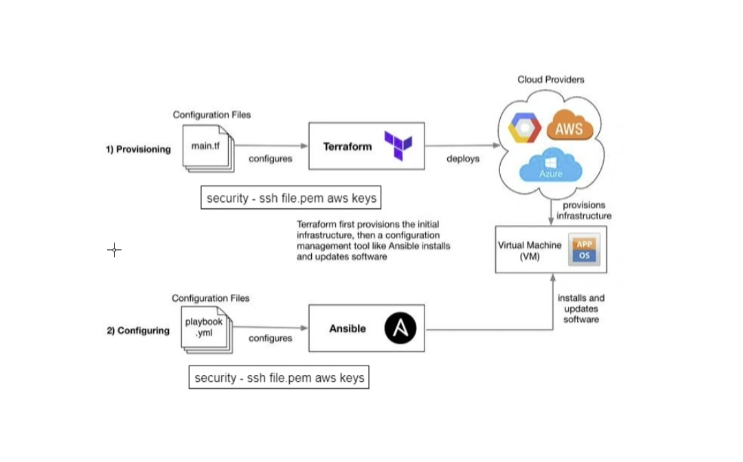 Cloud Providers
Configuration Files
1) Provisioning
main.tf
configures
Terraform
deploys
AWS
Azure
security - ssh file.pem aws keys
provisions
infrastructure
Terraform first provisions the initial
infrastructure, then a configuration
management tool like Ansible installs
and updates software
Virtual Machine
(VM)
APP
OS
Configuration Files
2) Configuring
playbook
.yml
configures
Ansible
installs and
updates
software
security - ssh file.pem aws keys